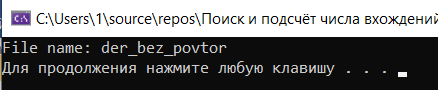 C:\Users\1\source\repos\Поиск и подсчёт числа вхождений
File name: der_bez_povtor
Для продолжения нажмите любую клавишу . . .